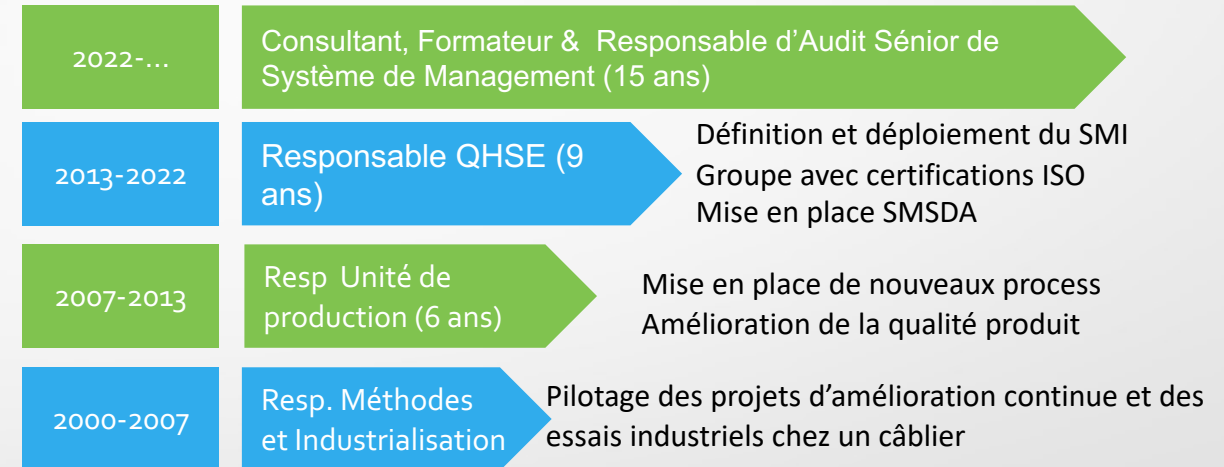 2022-...
Consultant, Formateur & Responsable d’Audit Sénior de
Système de Management (15 ans)
2013-2022
Responsable QHSE (9
ans)
Définition et déploiement du SMI
Groupe avec certifications ISO
Mise en place SMSDA
2007-2013
Resp Unité de
production (6 ans)
Mise en place de nouveaux process
Amélioration de la qualité produit
2000-2007
Resp. Méthodes
et Industrialisation
Pilotage des projets d’amélioration continue et des
essais industriels chez un câblier